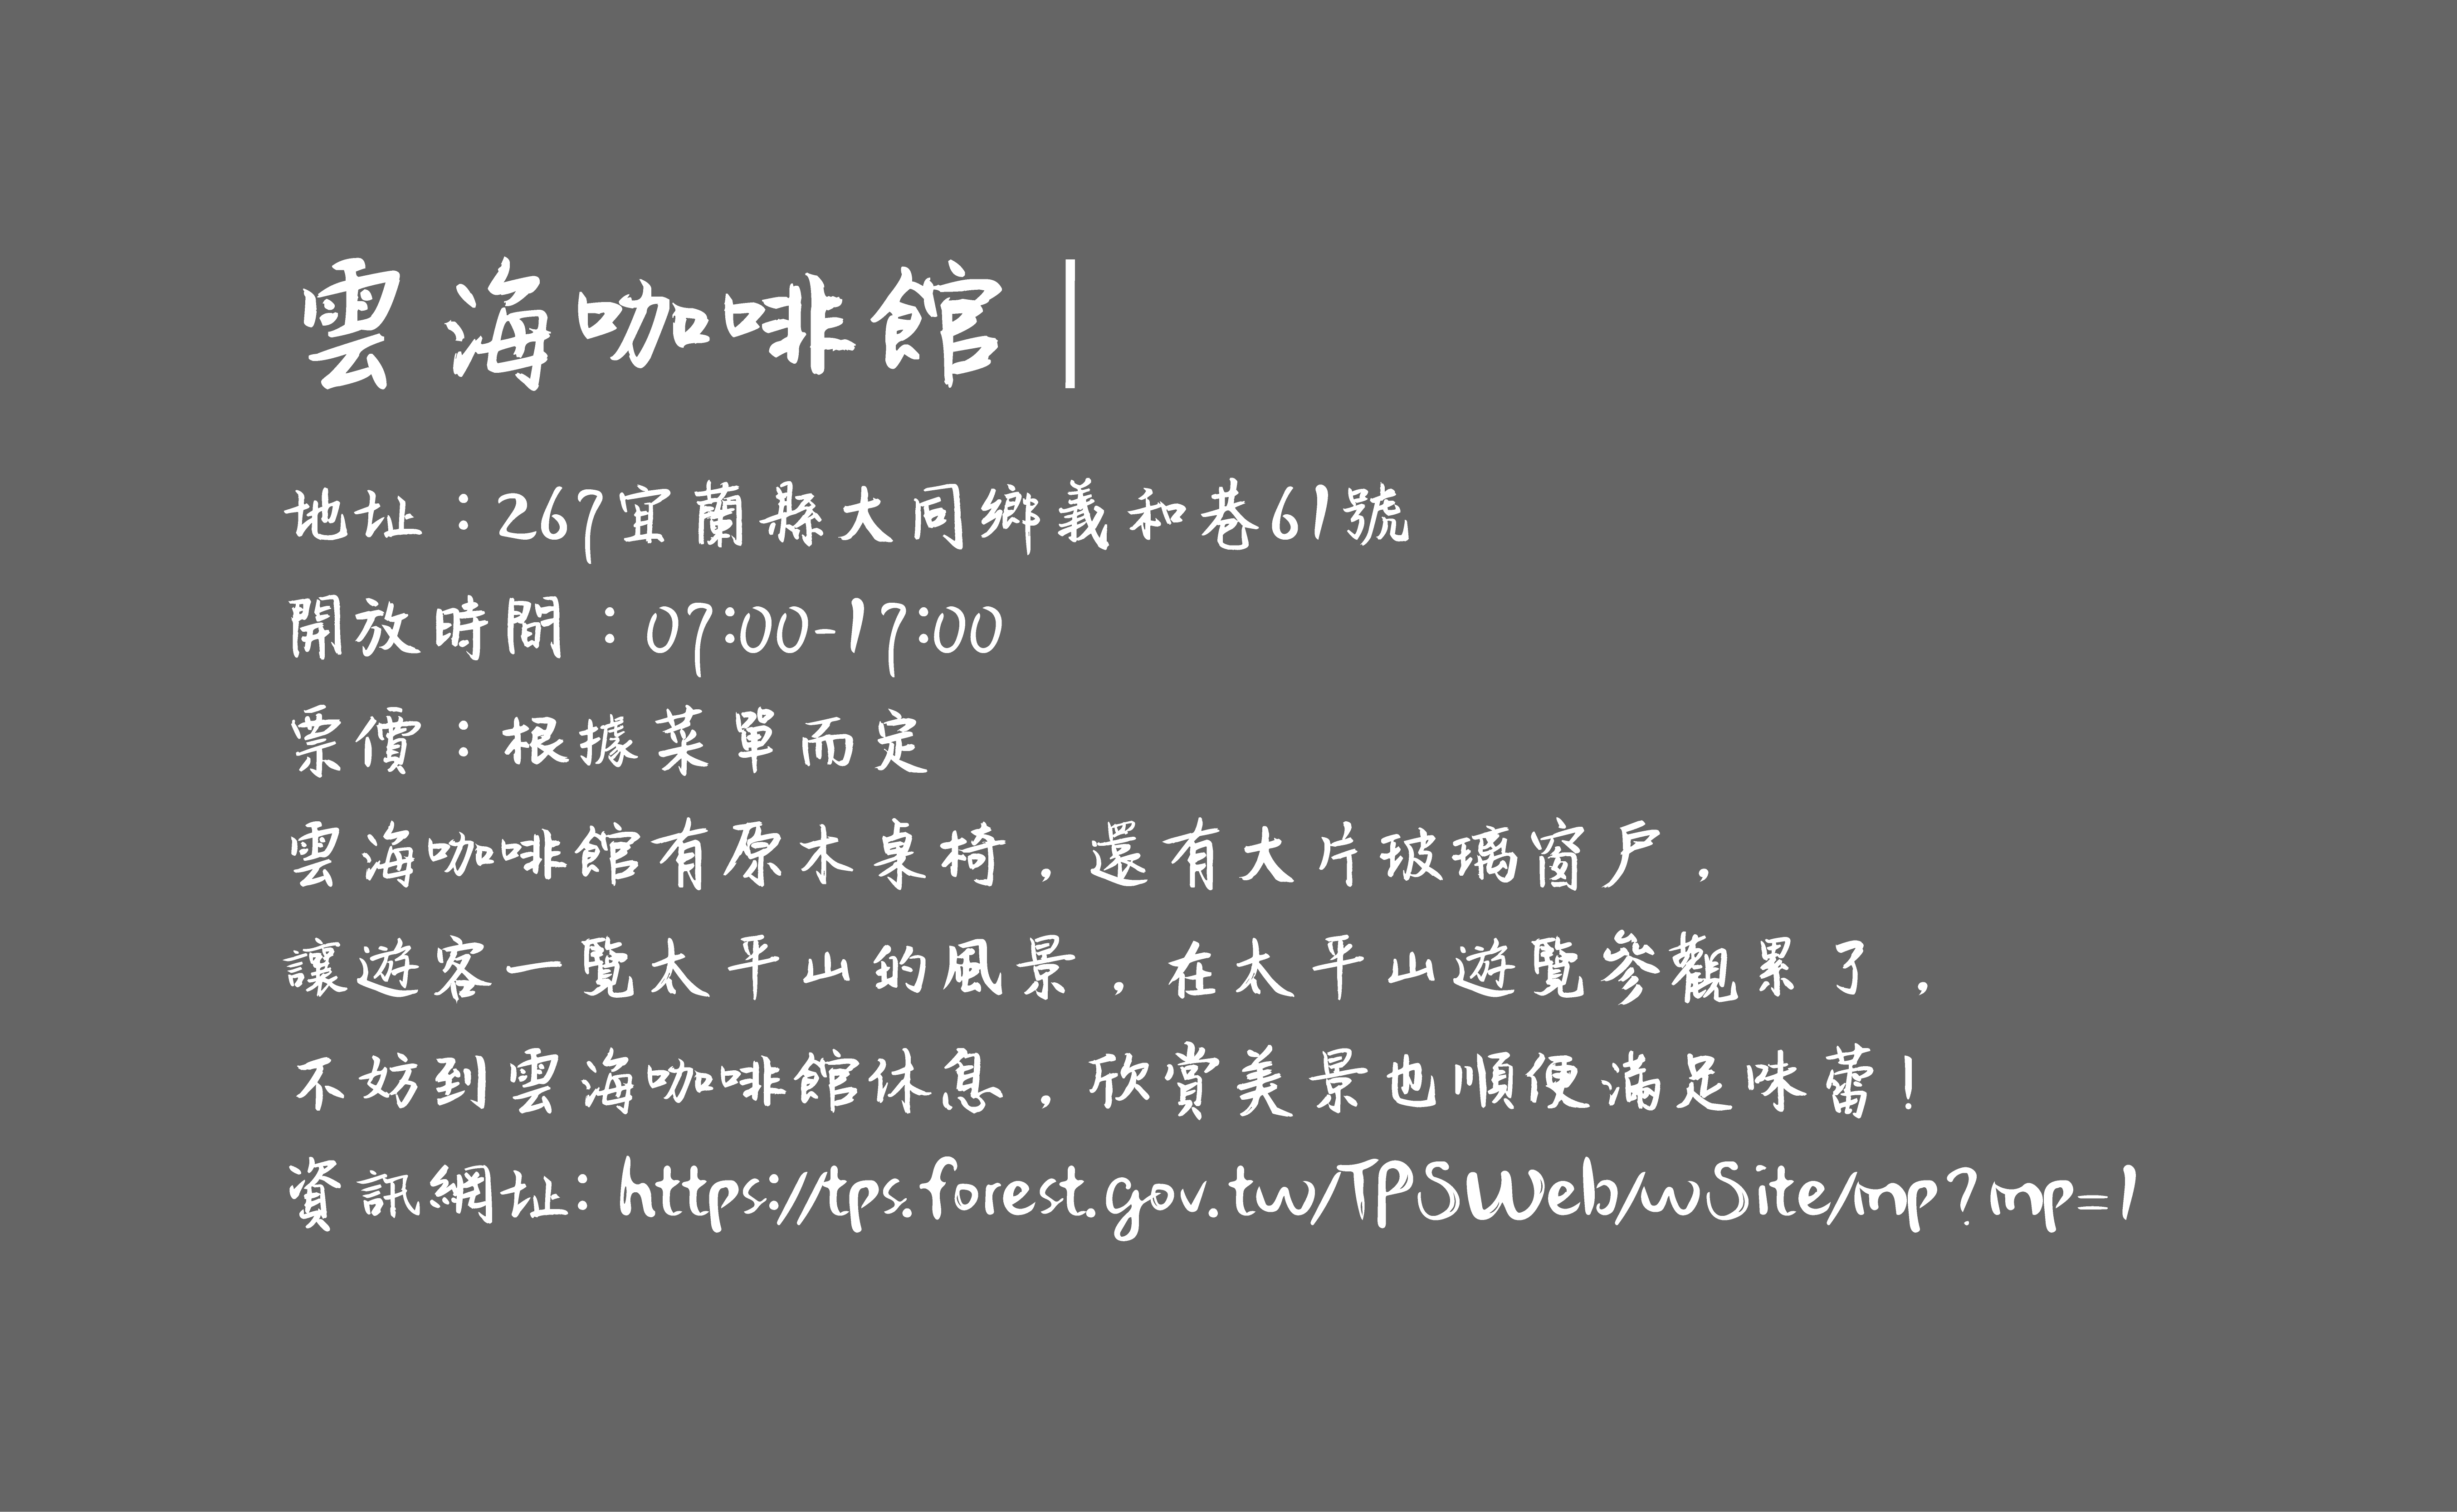 雲海咖啡館｜
地址：267宜蘭縣大同鄉義和巷61號
開放時間：07:00-17:00
票價：根據菜單而定
雲海咖啡館有原木桌椅，還有大片玻璃窗戶，
讓遊客一覽太平山的風景，在太平山遊覽參觀累了，
不妨到雲海咖啡館休息，欣賞美景也順便滿足味蕾!
資訊網址：https://tps.forest.gov.tw/TPSWeb/wSite/mp?mp=1